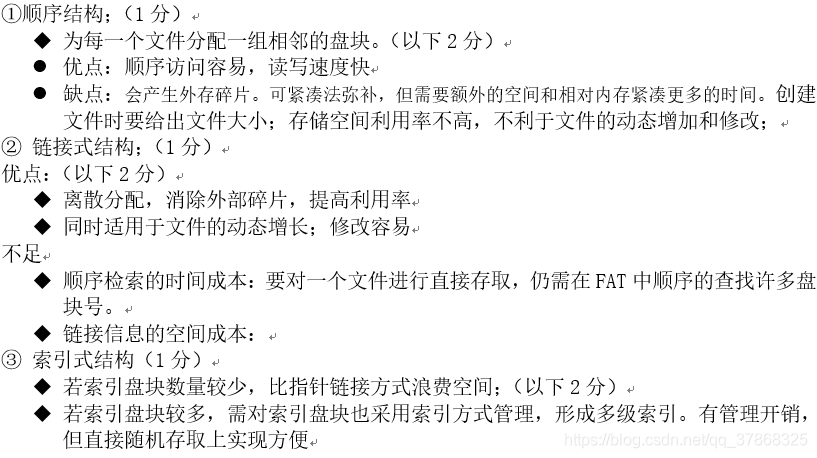 ①顺序结构;（1 分）
◆ 为每一个文件分配一组相邻的盘块。（以下 2 分）
● 优点：顺序访问容易，读写速度快
● 缺点：会产生外存碎片。可紧凑法弥补，但需要额外的空间和相对内存紧凑更多的时间。创建
文件时要给出文件大小；存储空间利用率不高，不利于文件的动态增加和修改；
② 链接式结构;（1 分）
优点：（以下 2 分）
◆ 离散分配，消除外部碎片，提高利用率
◆ 同时适用于文件的动态增长；修改容易
不足
◆ 顺序检索的时间成本：要对一个文件进行直接存取，仍需在 FAT 中顺序的查找许多盘
块号。
◆ 链接信息的空间成本：
③ 索引式结构（1 分）
◆ 若索引盘块数量较少，比指针链接方式浪费空间；（以下 2 分）
◆ 若索引盘块较多，需对索引盘块也采用索引方式管理，形成多级索引。有管理开销，
但直接随机存取上实现方便
https://blog.csdn.net/qq_37868325